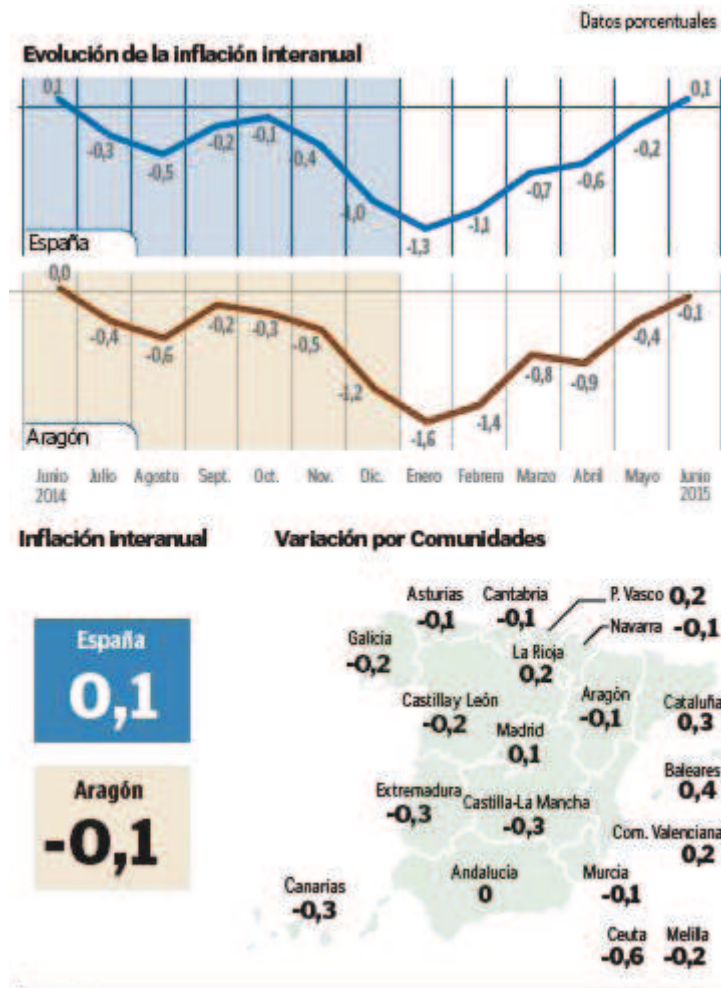 Datos porcentuales
Evolución de la inflación interanual
0,1
-0,3
-0,5
-0,2
-0,1
-0,4
-1,0
-1,3
-1,1
-0,7
-0,6
-0,2
0,1
España
0,0
-0,4
-0,6
-0,2
-0,3
-0,5
-1,2
-1,6
-1,4
-0,8
-0,9
-0,4
-0,1
Aragón
Junio Julio Agosto Sept. Oct. Nov. Dic. Enero Febrero Marzo Abril Mayo Junio
2014 2015
Inflación interanual
España
0,1
Aragón
-0,1
Variación por Comunidades
Asturias
-0,1
Cantabria
-0,1
P. Vasco 0,2
Navarra -0,1
Galicia
-0,2
La Rioja
0,2
Castilla y León
-0,2
Aragón
-0,1
Cataluña
0,3
Madrid
0,1
Baleares
0,4
Extremadura
-0,3
Castilla-La Mancha
-0,3
Com. Valenciana
0,2
Andalucía
0
Murcia
-0,1
Canarias
-0,3
Ceuta
-0,6
Melilla
-0,2